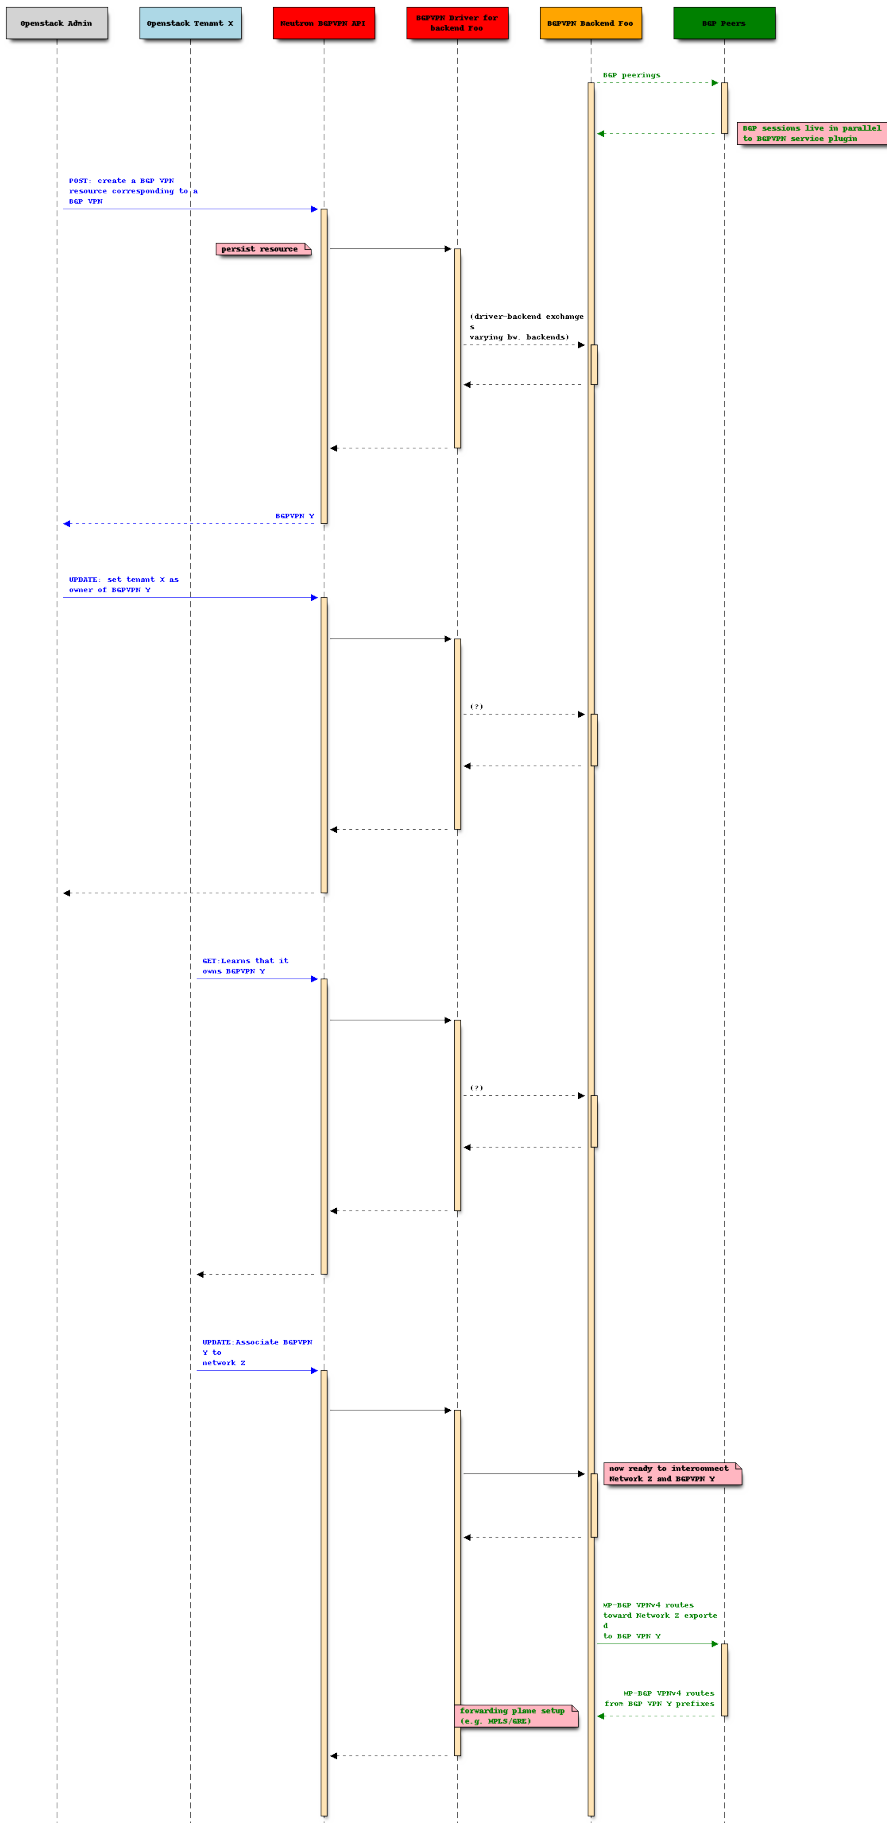 Openstack Admin
Openstack Tenant X
Neutron BGPVPN API
BGPVPN Driver for
backend Foo
BGPVPN Backend Foo
BGP Peers
BGP peerings
BGP sessions live in parallel
to BGPVPN service plugin
POST: create a BGP VPN
resource corresponding to a
BGP VPN
persist resource
(driver-backend exchange
s
varying bw. backends)
BGPVPN Y
UPDATE: set tenant X as
owner of BGPVPN Y
(?)
GET:Learns that it
owns BGPVPN Y
(?)
UPDATE:Associate BGPVPN
Y to
network Z
now ready to interconnect
Network Z and BGPVPN Y
MP-BGP VPNv4 routes
toward Network Z exporte
d
to BGP VPN Y
MP-BGP VPNv4 routes
from BGP VPN Y prefixes
forwarding plane setup
(e.g. MPLS/GRE)